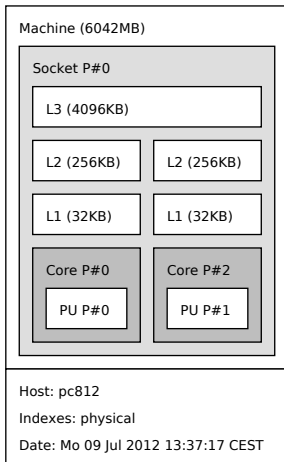 Machine (6042MB)
Socket P#0
L3 (4096KB)
L2 (256KB) L2 (256KB)
L1 (32KB) L1 (32KB)
Core P#0 Core P#2
PU P#0 PU P#1
Host: pc812
Indexes: physical
Date: Mo 09 Jul 2012 13:37:17 CEST